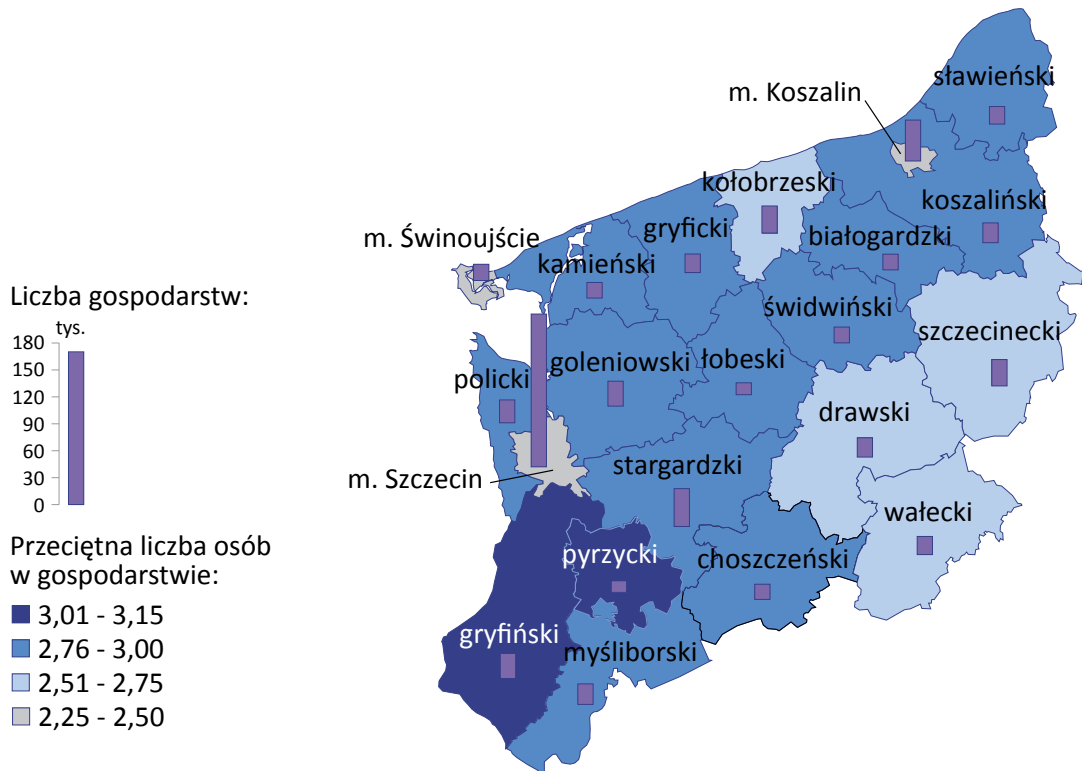 sławieński
m. Koszalin
kołobrzeski
koszaliński
gryficki
białogardzki
m. Świnoujście
kamieński
Liczba gospodarstw:
świdwiński
szczecinecki
tys.
180
150
120
90
60
30
0
goleniowski
łobeski
policki
drawski
stargardzki
m. Szczecin
wałecki
Przeciętna liczba osób
w gospodarstwie:
pyrzycki
choszczeński
3,01 - 3,15
gryfiński
2,76 - 3,00
myśliborski
2,51 - 2,75
2,25 - 2,50